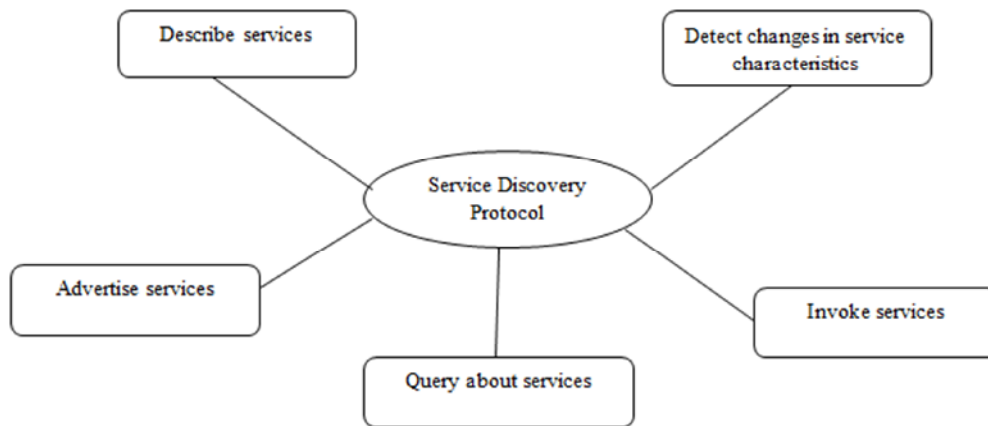 Describe services
Detect changes in service
characteristics
Service Discovery
Protocol
Advertise services
Invoke services
Query about services